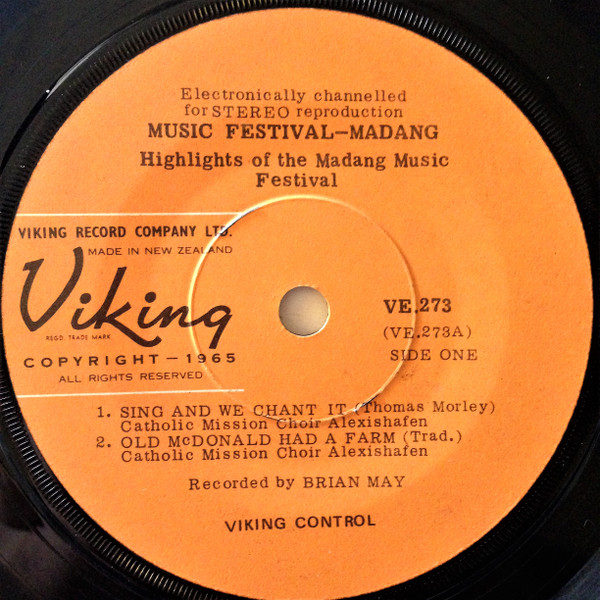 Electronically channelled
for STEREO reproduction
MUSIC FESTIVAL—MADANG
Highlights of the Madang Music
Festival
VIKING RECORD COMPANY LTD.
MADE IN NEW ZEALAND
Viking
REGD. TRADE MARK
COPYRIGHT—1965
ALL RIGHTS RESERVED
VE.273
(VE.273A)
SIDE ONE
1. SING AND WE CHANT IT (Thomas Morley)
Catholic Mission Choir Alexishafen
2. OLD McDONALD HAD A FARM (Trad.)
Catholic Mission Choir Alexishafen
Recorded by BRIAN MAY
VIKING CONTROL